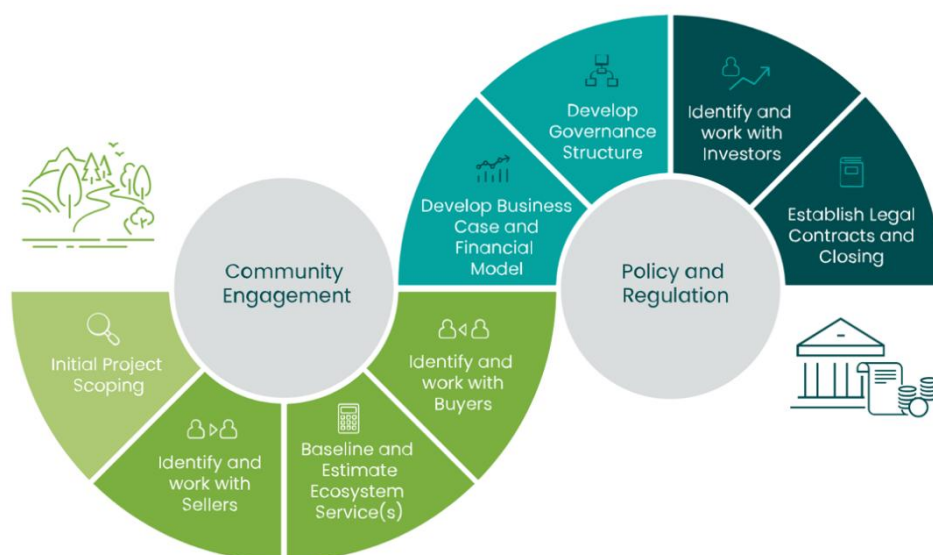 Community
Engagement
Initial Project
Scoping
Identify and
work with
Sellers
Baseline and
Estimate
Ecosystem
Service(s)
Identify and
work with
Buyers
Develop Business
Case and
Financial
Model
Develop
Governance
Structure
Identify and
work with
Investors
Establish Legal
Contracts and
Closing
Policy and
Regulation